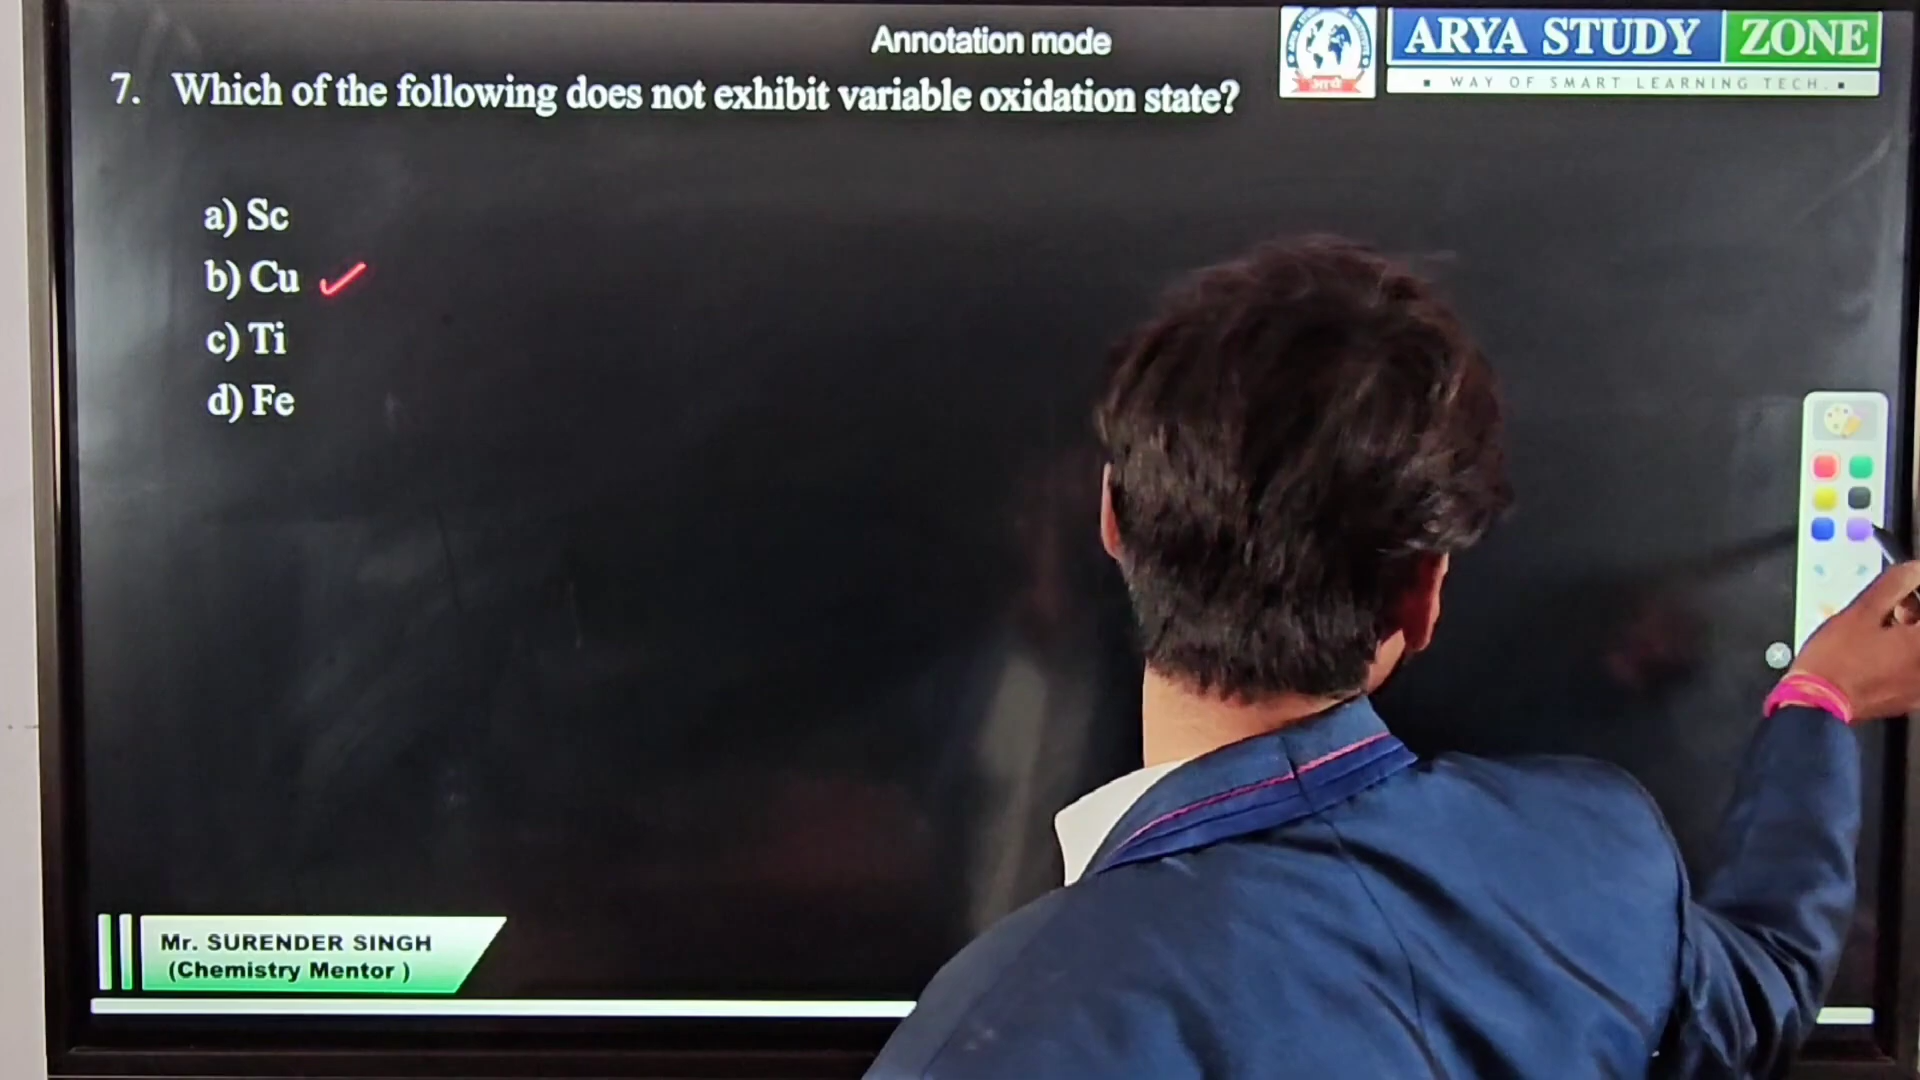 Annotation mode
ARYA STUDY ZONE
▪ WAY OF SMART LEARNING TECH. ▪
7. Which of the following does not exhibit variable oxidation state?
a) Sc
b) Cu
c) Ti
d) Fe
Mr. SURENDER SINGH
(Chemistry Mentor )